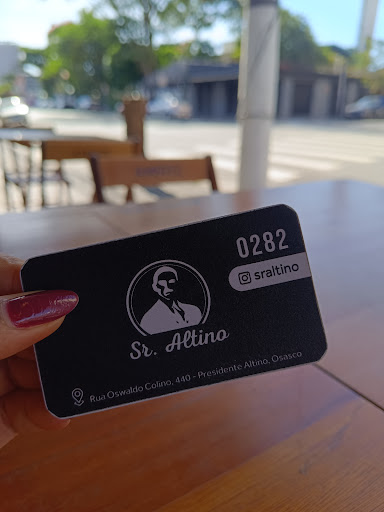 0282
sraltino
Sr. Altino
Rua Oswaldo Colino, 440 - Presidente Altino, Osasco